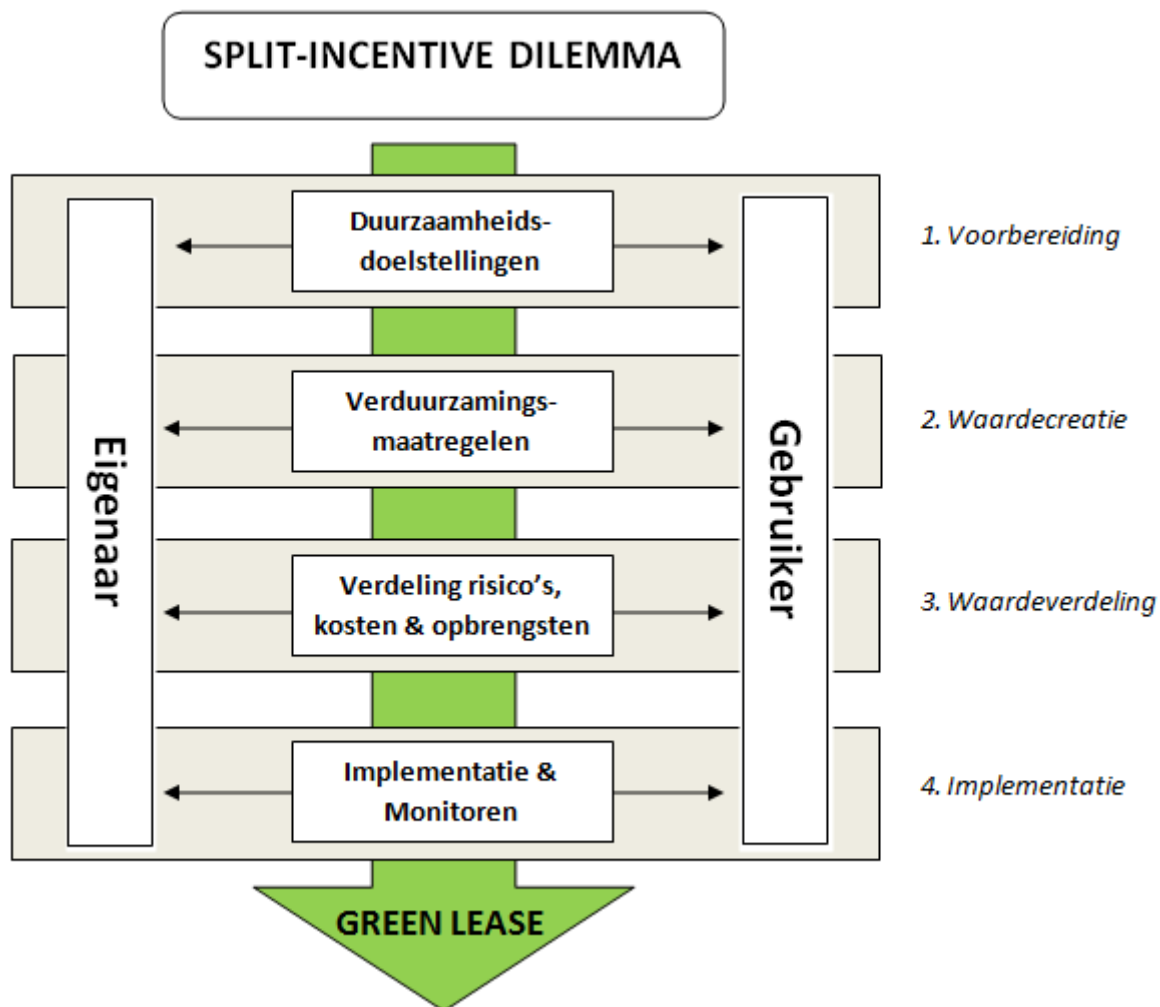 SPLIT-INCENTIVE DILEMMA
Duurzaamheids-
doelstellingen
1. Voorbereiding
Verduurzamings-
maatregelen
2. Waardecreatie
Eigenaar
Gebruiker
Verdeling risico's,
kosten & opbrengsten
3. Waardeverdeling
Implementatie &
Monitoren
4. Implementatie
GREEN LEASE